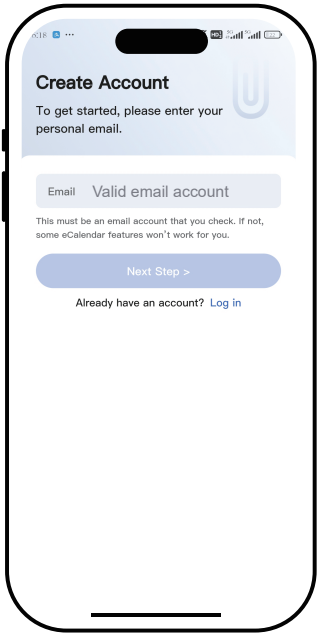 Create Account
To get started, please enter your
personal email.
Email Valid email account
This must be an email account that you check. If not,
some eCalendar features won't work for you.
Next Step >
Already have an account? Log in